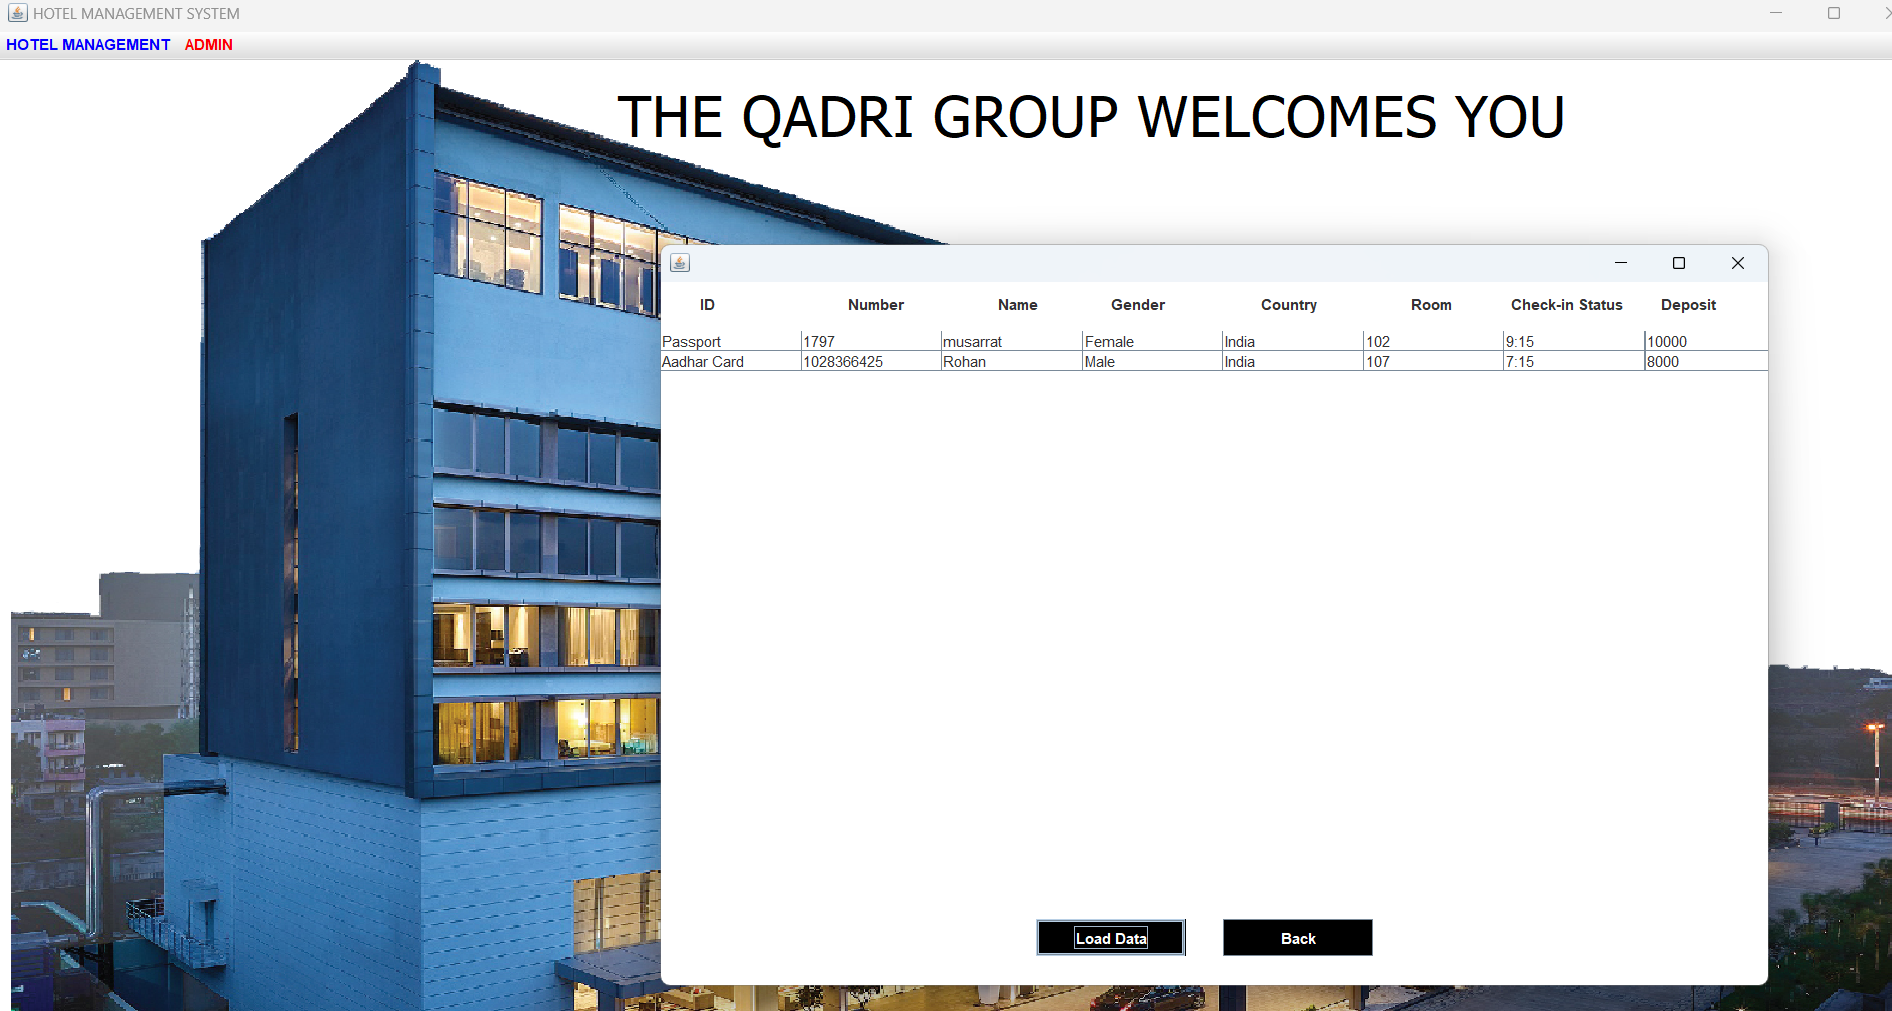 HOTEL MANAGEMENT SYSTEM
HOTEL MANAGEMENT ADMIN
THE QADRI GROUP WELCOMES YOU
ID Number Name Gender Country Room Check-in Status Deposit
Passport 1797 musarrat Female India 102 9:15 10000
Aadhar Card 1028366425 Rohan Male India 107 7:15 8000
Load Data Back